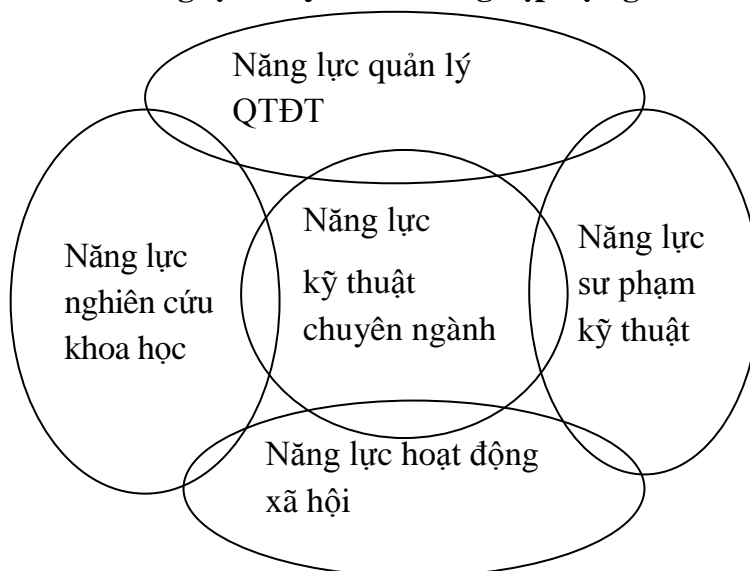 Năng lực quản lý
QTĐT
Năng lực
kỹ thuật
chuyên ngành
Năng lực
nghiên cứu
khoa học
Năng lực
sư phạm
kỹ thuật
Năng lực hoạt động
xã hội